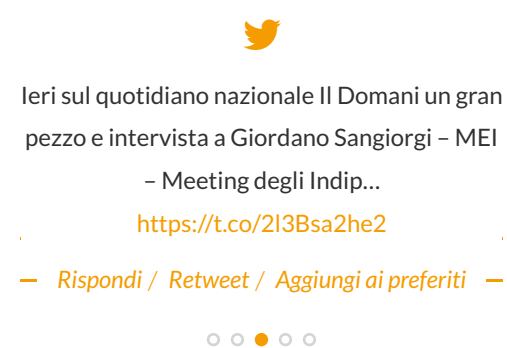 Ieri sul quotidiano nazionale Il Domani un gran
pezzo e intervista a Giordano Sangiorgi – MEI
– Meeting degli Indip…
https://t.co/2l3Bsa2he2
Rispondi / Retweet / Aggiungi ai preferiti